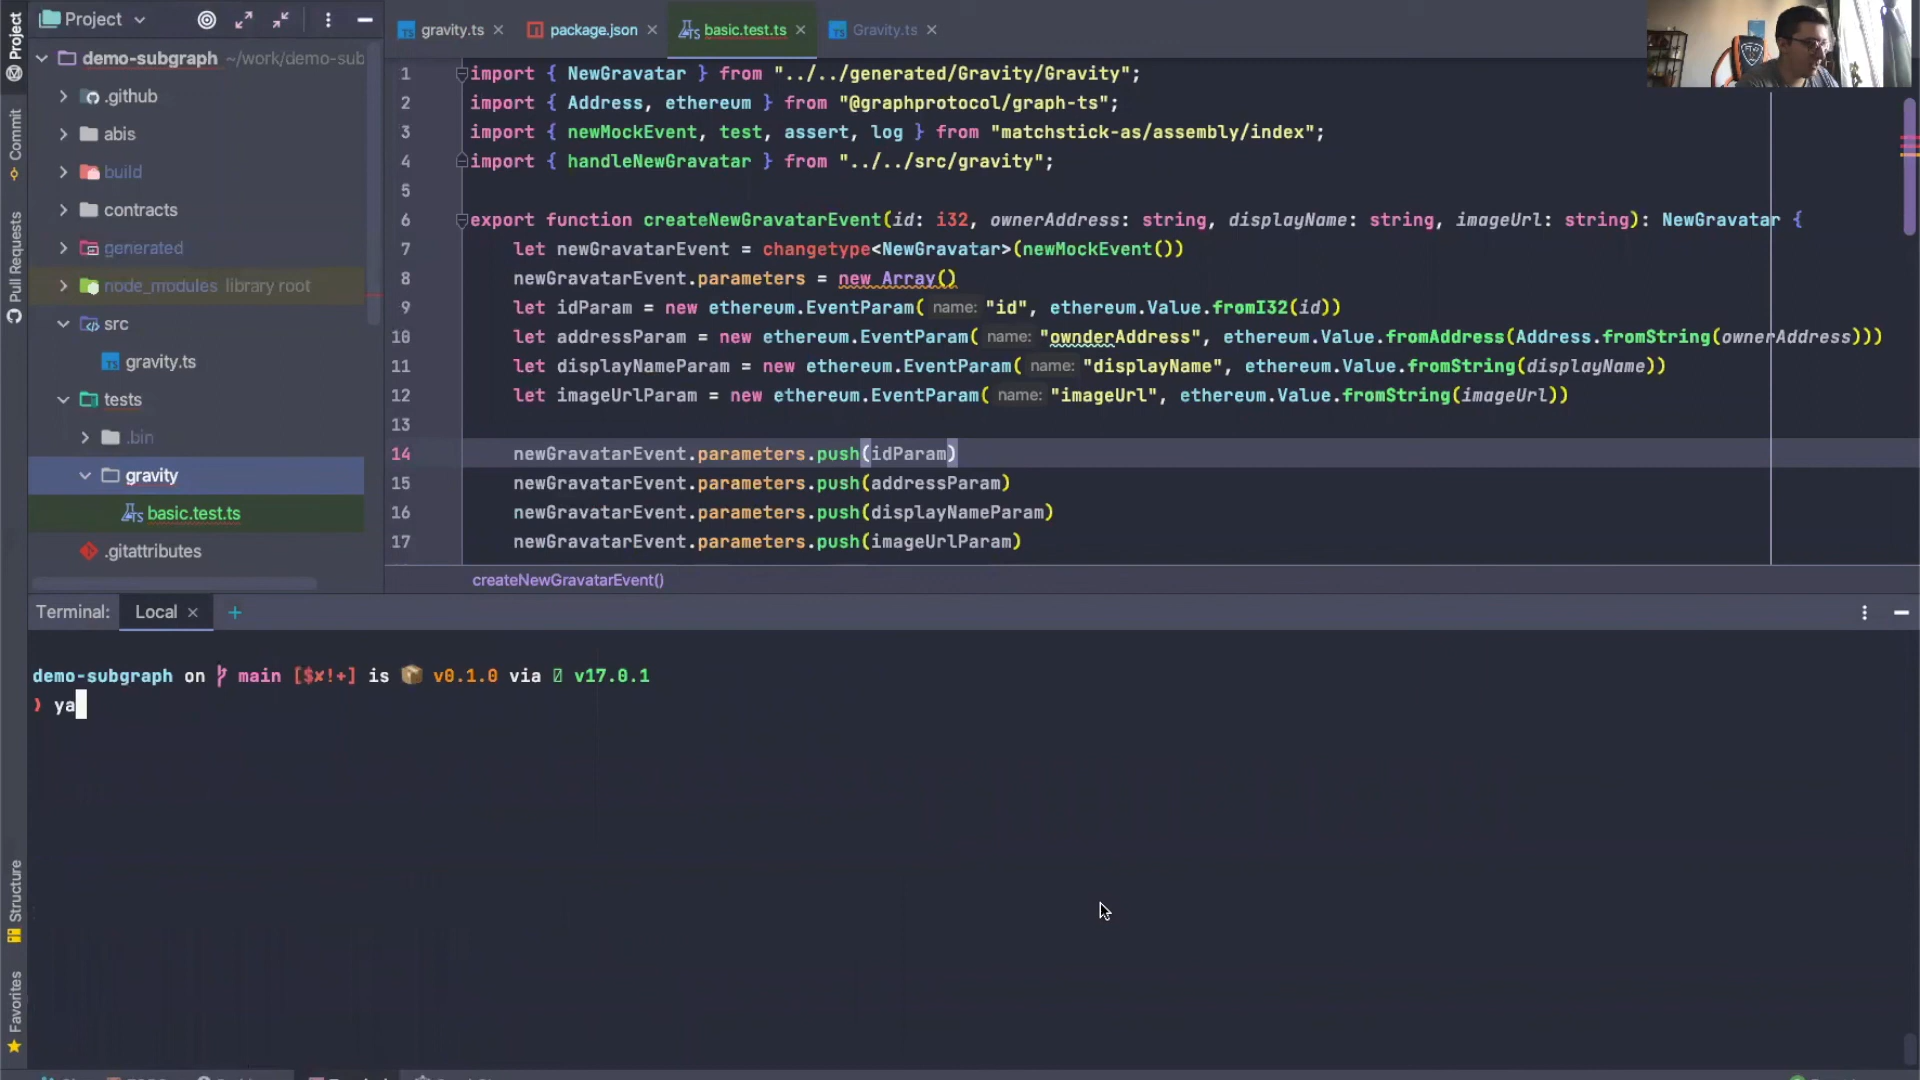 Project
gravity.ts
package.json
basic.test.ts
Gravity.ts
demo-subgraph ~/work/demo-sub
.github
abis
build
contracts
generated
node_modules library root
src
gravity.ts
tests
.bin
gravity
basic.test.ts
.gitattributes
Project
Commit
Pull Requests
Structure
Favorites
1 import { NewGravatar } from "../../generated/Gravity/Gravity";
2 import { Address, ethereum } from "@graphprotocol/graph-ts";
3 import { newMockEvent, test, assert, log } from "matchstick-as/assembly/index";
4 import { handleNewGravatar } from "../../src/gravity";
5
6 export function createNewGravatarEvent(id: i32, ownerAddress: string, displayName: string, imageUrl: string): NewGravatar {
7 let newGravatarEvent = changetype<NewGravatar>(newMockEvent())
8 newGravatarEvent.parameters = new Array()
9 let idParam = new ethereum.EventParam( name: "id", ethereum.Value.fromI32(id))
10 let addressParam = new ethereum.EventParam( name: "ownderAddress", ethereum.Value.fromAddress(Address.fromString(ownerAddress)))
11 let displayNameParam = new ethereum.EventParam( name: "displayName", ethereum.Value.fromString(displayName))
12 let imageUrlParam = new ethereum.EventParam( name: "imageUrl", ethereum.Value.fromString(imageUrl))
13
14 newGravatarEvent.parameters.push(idParam)
15 newGravatarEvent.parameters.push(addressParam)
16 newGravatarEvent.parameters.push(displayNameParam)
17 newGravatarEvent.parameters.push(imageUrlParam)
createNewGravatarEvent()
Terminal: Local +
demo-subgraph on main [$✘!+] is 📦 v0.1.0 via v17.0.1
❯ ya